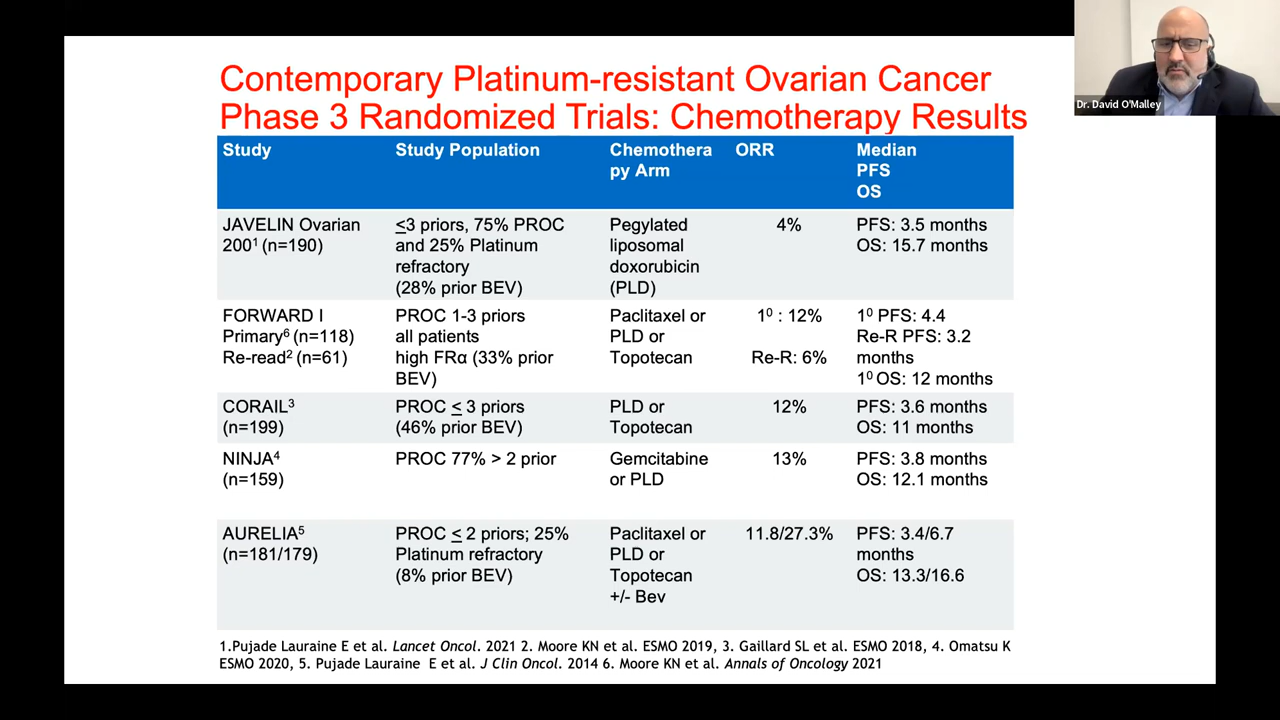 Contemporary Platinum-resistant Ovarian Cancer
Phase 3 Randomized Trials: Chemotherapy Results
Dr. David O'Malley
Study
Study Population
Chemothera
py Arm
ORR
Median
PFS
OS
JAVELIN Ovarian
200¹ (n=190)
≤3 priors, 75% PROC
and 25% Platinum
refractory
(28% prior BEV)
Pegylated
liposomal
doxorubicin
(PLD)
4%
PFS: 3.5 months
OS: 15.7 months
FORWARD I
Primary⁶ (n=118)
Re-read² (n=61)
PROC 1-3 priors
all patients
high FRα (33% prior
BEV)
Paclitaxel or
PLD or
Topotecan
1⁰ : 12%
Re-R: 6%
1⁰ PFS: 4.4
Re-R PFS: 3.2
months
1⁰ OS: 12 months
CORAIL³
(n=199)
PROC ≤ 3 priors
(46% prior BEV)
PLD or
Topotecan
12%
PFS: 3.6 months
OS: 11 months
NINJA⁴
(n=159)
PROC 77% > 2 prior
Gemcitabine
or PLD
13%
PFS: 3.8 months
OS: 12.1 months
AURELIA⁵
(n=181/179)
PROC ≤ 2 priors; 25%
Platinum refractory
(8% prior BEV)
Paclitaxel or
PLD or
Topotecan
+/- Bev
11.8/27.3%
PFS: 3.4/6.7
months
OS: 13.3/16.6
1.Pujade Lauraine E et al. Lancet Oncol. 2021 2. Moore KN et al. ESMO 2019, 3. Gaillard SL et al. ESMO 2018, 4. Omatsu K
ESMO 2020, 5. Pujade Lauraine E et al. J Clin Oncol. 2014 6. Moore KN et al. Annals of Oncology 2021